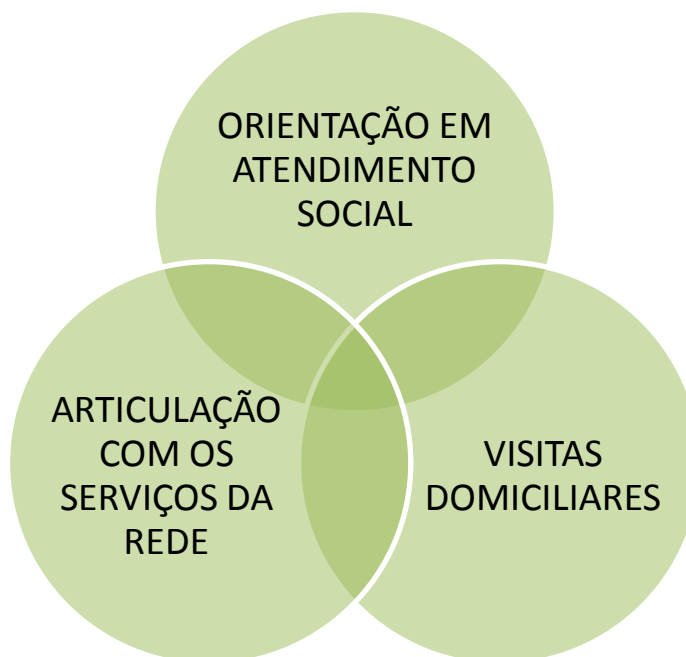 ORIENTAÇÃO EM
ATENDIMENTO
SOCIAL
ARTICULAÇÃO
COM OS
SERVIÇOS DA
REDE
VISITAS
DOMICILIARES